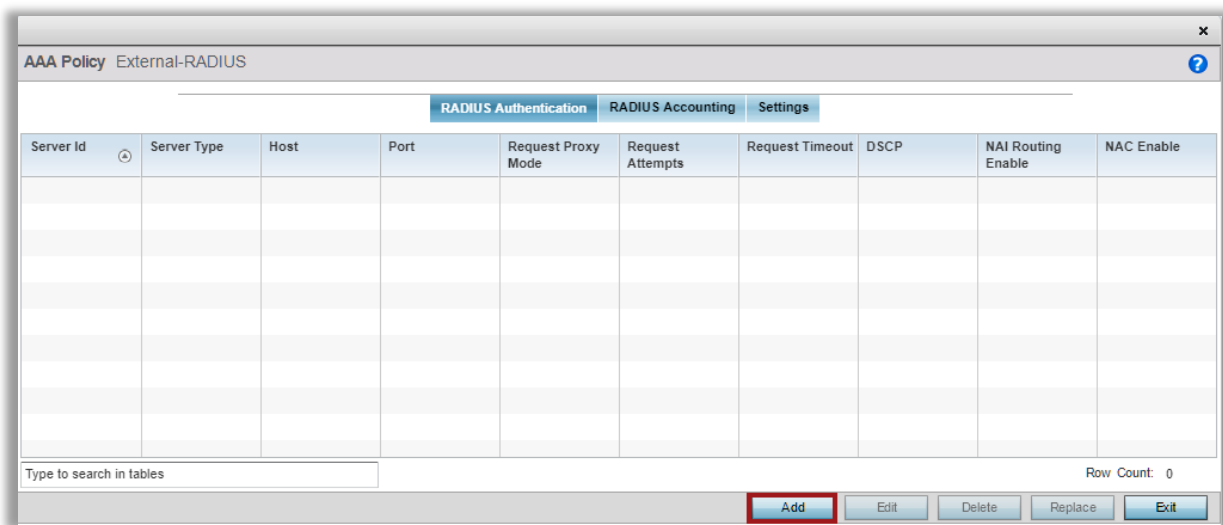 ×
AAA Policy External-RADIUS
?
RADIUS Authentication RADIUS Accounting Settings
Server Id Server Type Host Port Request Proxy Mode Request Attempts Request Timeout DSCP NAI Routing Enable NAC Enable
Type to search in tables Row Count: 0
Add Edit Delete Replace Exit